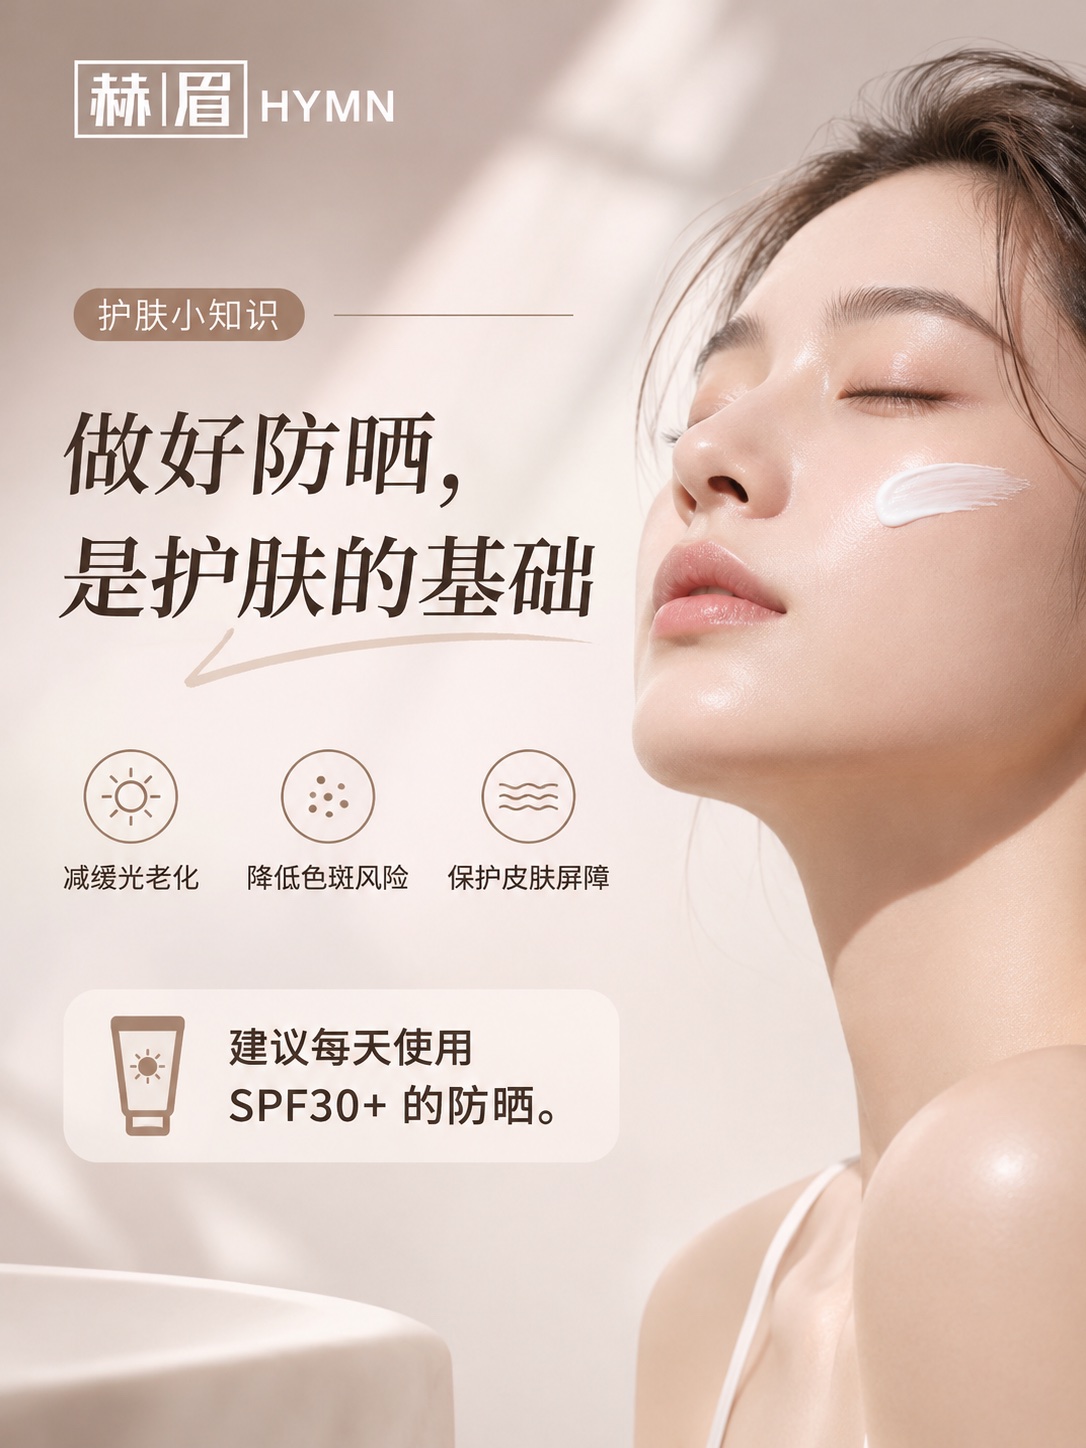 赫眉 HYMN
护肤小知识
做好防晒，
是护肤的基础
减缓光老化
降低色斑风险
保护皮肤屏障
建议每天使用
SPF30+ 的防晒。